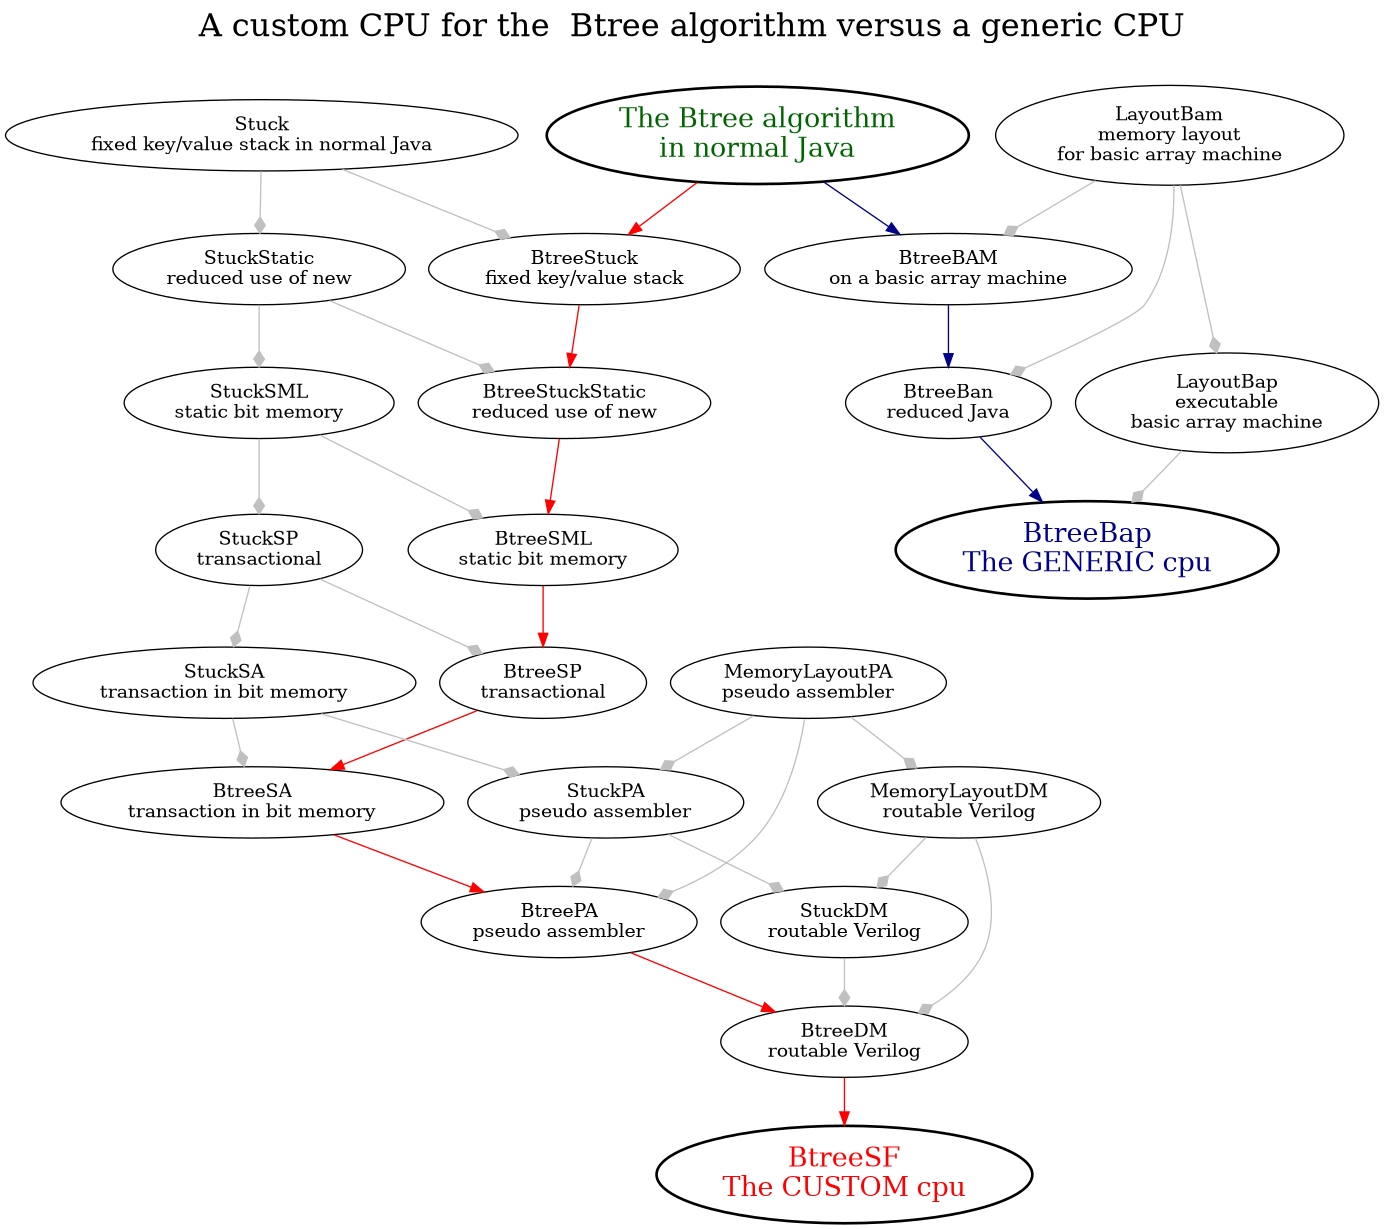 A custom CPU for the  Btree algorithm versus a generic CPU
Stuck
fixed key/value stack in normal Java
The Btree algorithm
in normal Java
LayoutBam
memory layout
for basic array machine
StuckStatic
reduced use of new
BtreeStuck
fixed key/value stack
BtreeBAM
on a basic array machine
StuckSML
static bit memory
BtreeStuckStatic
reduced use of new
BtreeBan
reduced Java
LayoutBap
executable
basic array machine
StuckSP
transactional
BtreeSML
static bit memory
BtreeBap
The GENERIC cpu
StuckSA
transaction in bit memory
BtreeSP
transactional
MemoryLayoutPA
pseudo assembler
BtreeSA
transaction in bit memory
StuckPA
pseudo assembler
MemoryLayoutDM
routable Verilog
BtreePA
pseudo assembler
StuckDM
routable Verilog
BtreeDM
routable Verilog
BtreeSF
The CUSTOM cpu